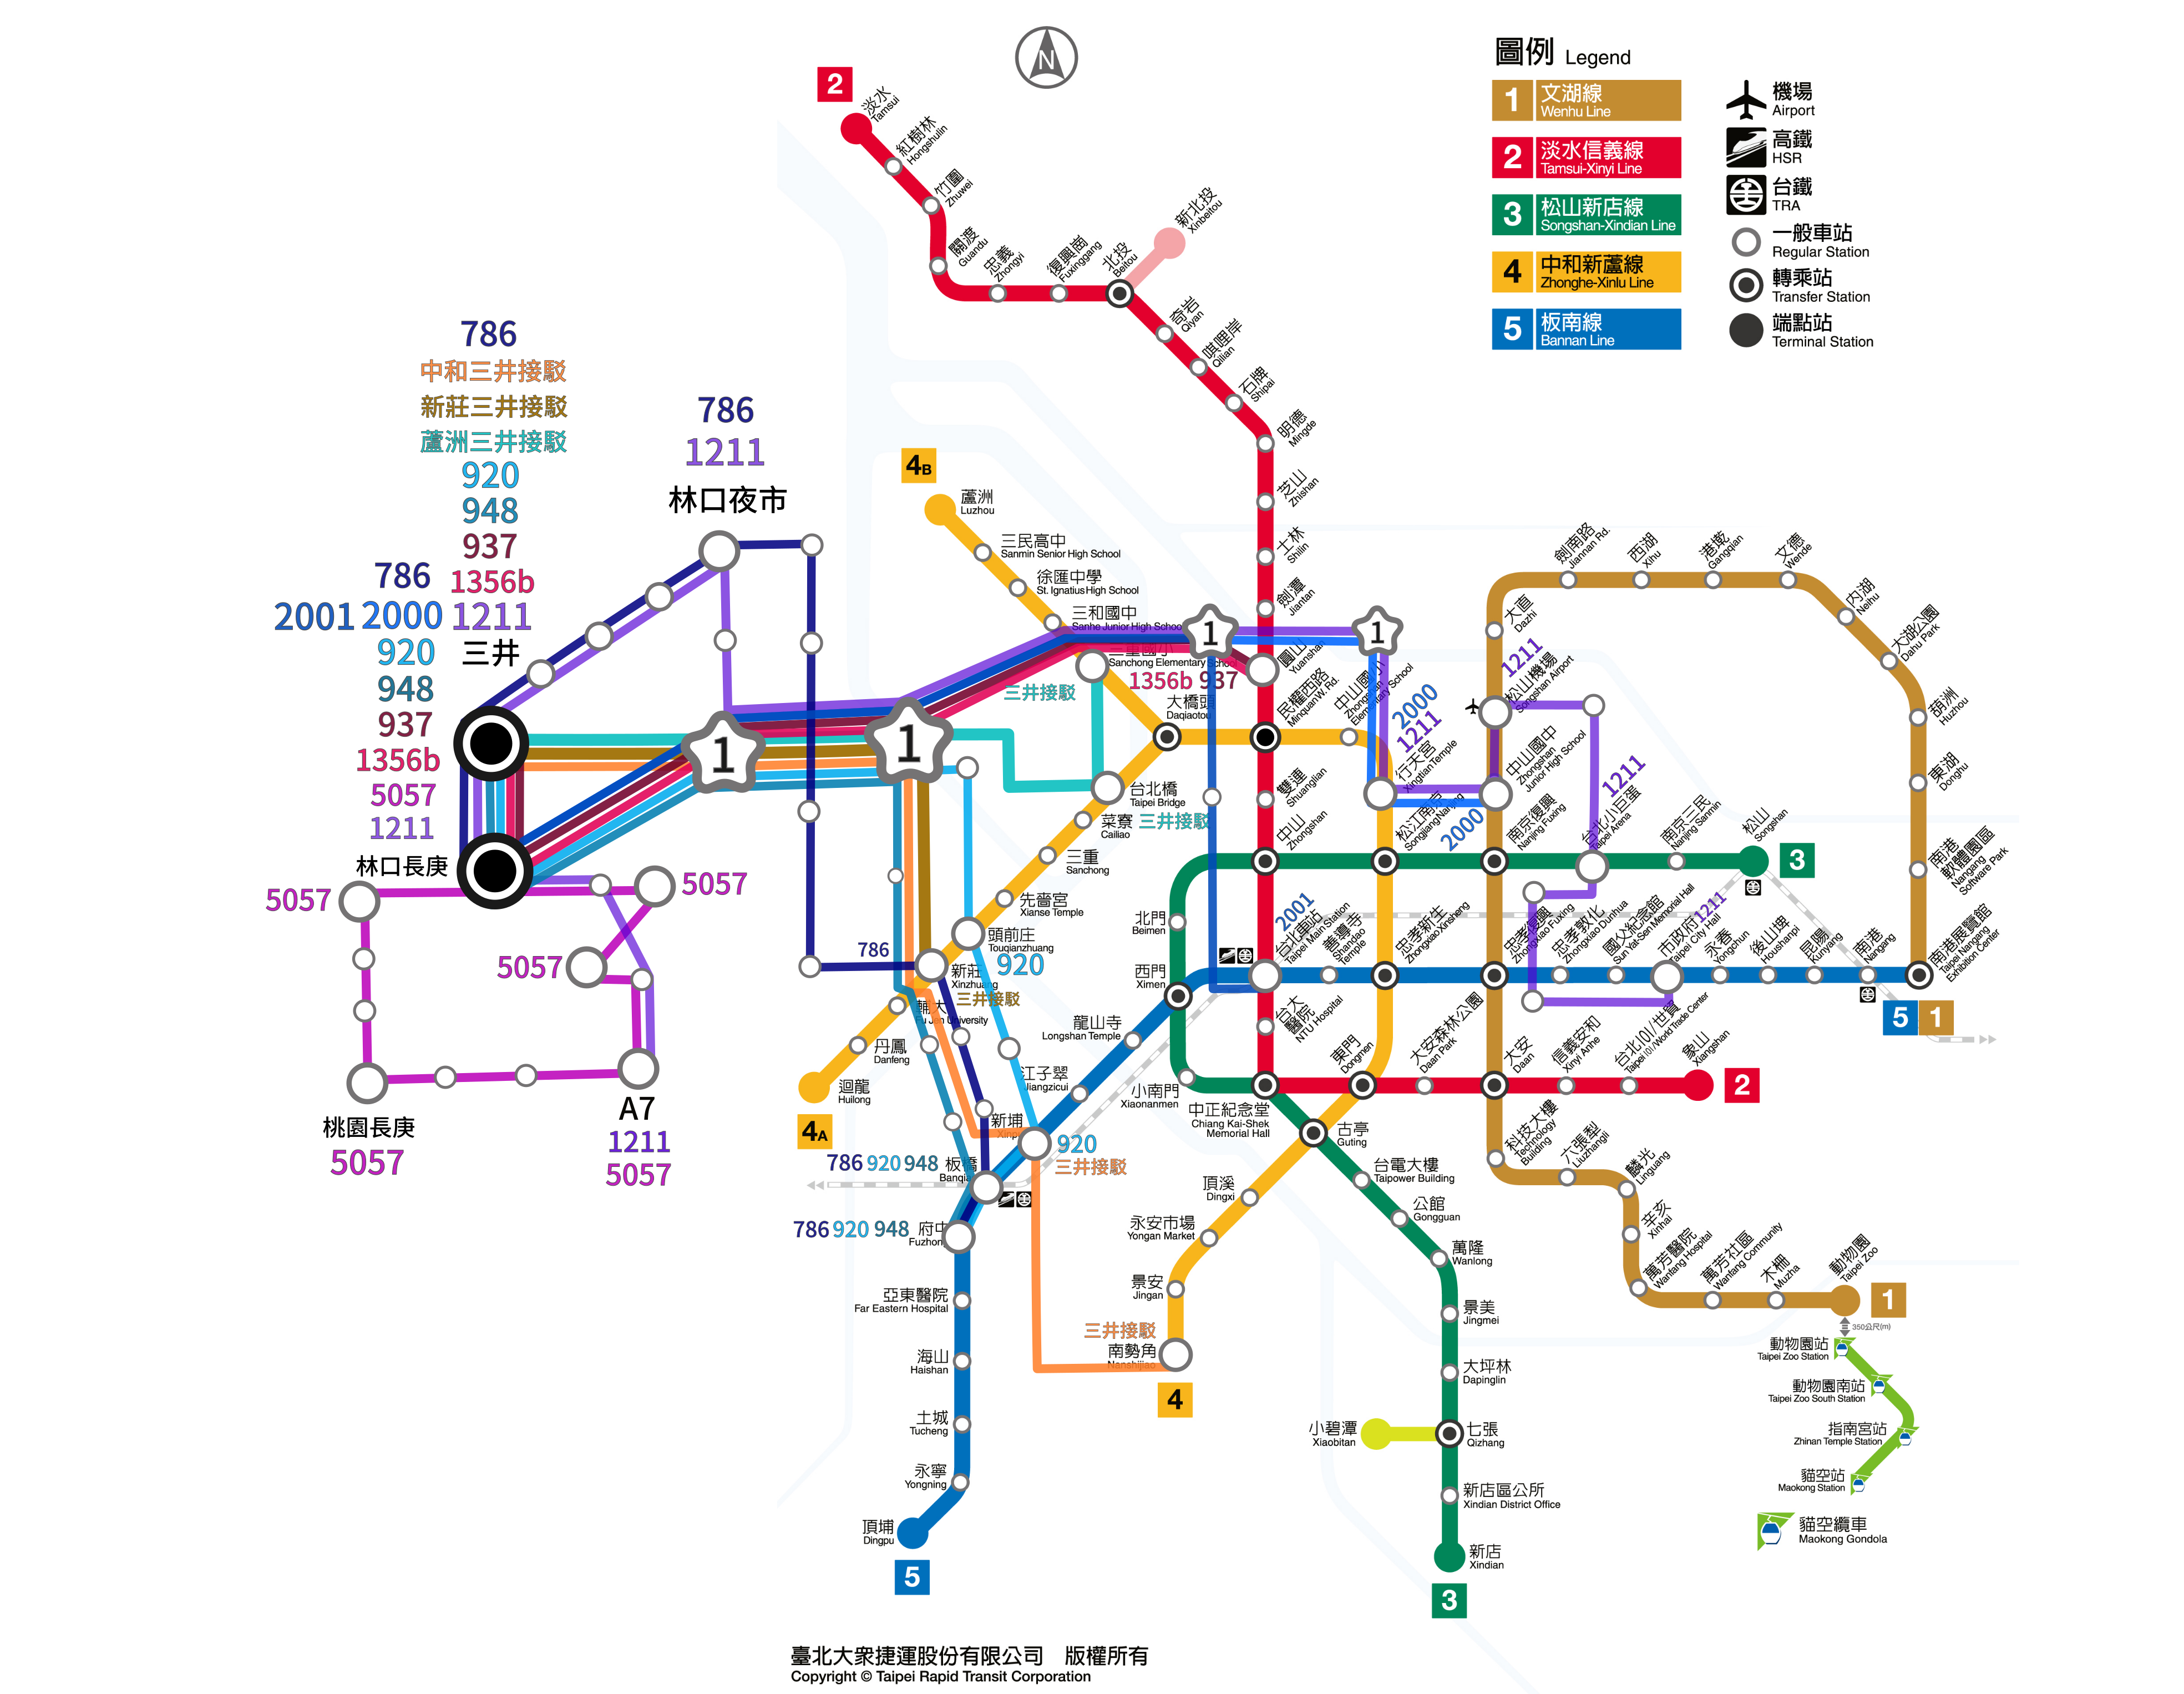 N
圖例 Legend
1 文湖線
Wenhu Line
2 淡水信義線
Tamsui-Xinyi Line
3 松山新店線
Songshan-Xindian Line
4 中和新蘆線
Zhonghe-Xinlu Line
5 板南線
Bannan Line
機場
Airport
高鐵
HSR
台鐵
TRA
一般車站
Regular Station
轉乘站
Transfer Station
端點站
Terminal Station
2
淡水
Tamsui
紅樹林
Hongshulin
竹圍
Zhuwei
關渡
Guandu
忠義
Zhongyi
復興崗
Fuxinggang
北投
Beitou
新北投
Xinbeitou
奇岩
Qiyan
唭哩岸
Qilian
石牌
Shipai
明德
Mingde
芝山
Zhishan
士林
Shilin
劍潭
Jiantan
圓山
Yuanshan
民權西路
Minquan W. Rd.
雙連
Shuanglian
中山
Zhongshan
786
中和三井接駁
新莊三井接駁
蘆洲三井接駁
920
948
937
786 1356b
2001 2000 1211
920 三井
948
937
1356b
5057
1211
林口長庚
786
1211
林口夜市
1
1
1
1
5057
5057
5057
桃園長庚
5057
A7
1211
5057
4B
蘆洲
Luzhou
三民高中
Sanmin Senior High School
徐匯中學
St. Ignatius High School
三和國中
Sanhe Junior High School
三重國小
Sanchong Elementary School
三井接駁
1356b 937
大橋頭
Daqiaotou
台北橋
Taipei Bridge
菜寮 三井接駁
Cailiao
三重
Sanchong
先嗇宮
Xianse Temple
頭前庄
Touqianzhuang
920
786
新莊
Xinzhuang
三井接駁
輔大
Fu Jen University
丹鳳
Danfeng
迴龍
Huilong
4A
中山國小
Zhongshan
Elementary School
2000
1211
行天宮
Xingtian Temple
松江南京
Songjiang Nanjing
2000
大直
Dazhi
劍南路
Jiannan Rd.
西湖
Xihu
港墘
Gangqian
文德
Wende
內湖
Neihu
大湖公園
Dahu Park
葫洲
Huzhou
東湖
Donghu
南港
軟體園區
Nangang
Software Park
南港展覽館
Taipei Nangang
Exhibition Center
1211
松山機場
Songshan Airport
中山國中
Zhongshan
Junior High School
1211
南京復興
Nanjing Fuxing
台北小巨蛋
Taipei Arena
南京三民
Nanjing Sanmin
松山
Songshan
3
北門
Beimen
西門
Ximen
2001
台北車站
Taipei Main Station
善導寺
Shandao
Temple
忠孝新生
Zhongxiao Xinsheng
忠孝復興
Zhongxiao Fuxing
忠孝敦化
Zhongxiao Dunhua
國父紀念館
Sun Yat-Sen Memorial Hall
市政府 1211
Taipei City Hall
永春
Yongchun
後山埤
Houshanpi
昆陽
Kunyang
南港
Nangang
5 1
龍山寺
Longshan Temple
江子翠
Jiangzicui
新埔
920
三井接駁
786 920 948 板橋
786 920 948 府中
亞東醫院
Far Eastern Hospital
海山
Haishan
土城
Tucheng
永寧
Yongning
頂埔
Dingpu
5
小南門
Xiaonanmen
台大
醫院
NTU Hospital
中正紀念堂
Chiang Kai-Shek
Memorial Hall
東門
Dongmen
大安森林公園
Daan Park
大安
Daan
信義安和
Xinyi Anhe
台北101/世貿
Taipei 101/World Trade Center
象山
Xiangshan
2
古亭
Guting
台電大樓
Taipower Building
公館
Gongguan
萬隆
Wanlong
景美
Jingmei
大坪林
Dapinglin
七張
Qizhang
小碧潭
Xiaobitan
新店區公所
Xindian District Office
新店
Xindian
3
頂溪
Dingxi
永安市場
Yongan Market
景安
Jingan
三井接駁
南勢角
Nanshijiao
4
科技大樓
Technology
Building
六張犁
Liuzhangli
麟光
Linguang
辛亥
Xinhai
萬芳醫院
Wanfang Hospital
萬芳社區
Wanfang Community
木柵
Muzha
動物園
Taipei Zoo
1
350公尺(m)
動物園站
Taipei Zoo Station
動物園南站
Taipei Zoo South Station
指南宮站
Zhinan Temple Station
貓空站
Maokong Station
貓空纜車
Maokong Gondola
臺北大眾捷運股份有限公司 版權所有
Copyright © Taipei Rapid Transit Corporation